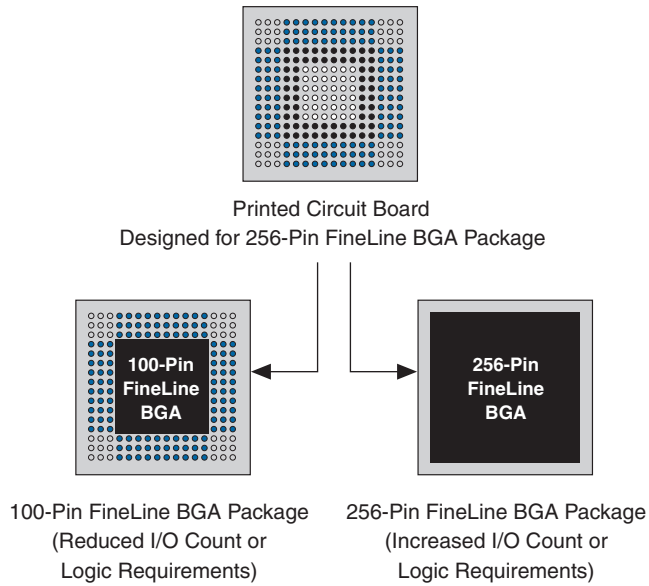 Printed Circuit Board
Designed for 256-Pin FineLine BGA Package
100-Pin
FineLine
BGA
256-Pin
FineLine
BGA
100-Pin FineLine BGA Package
(Reduced I/O Count or
Logic Requirements)
256-Pin FineLine BGA Package
(Increased I/O Count or
Logic Requirements)